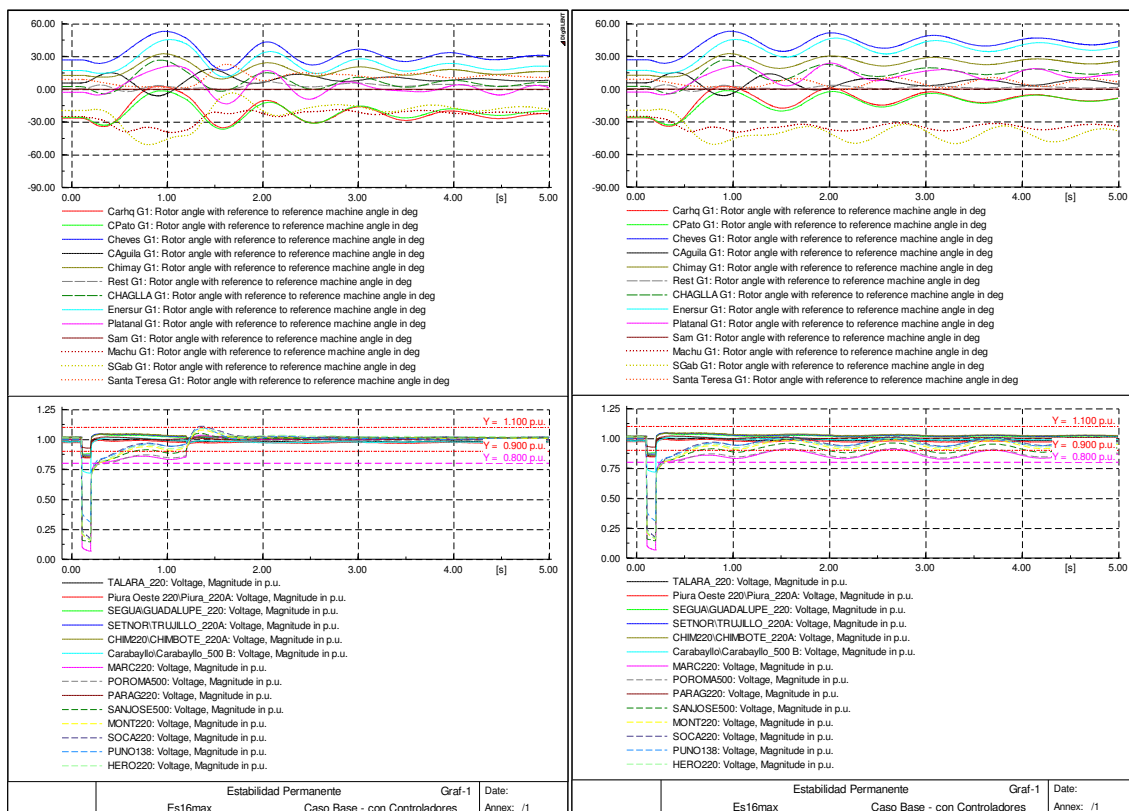 60.00
30.00
0.00
-30.00
-60.00
-90.00
0.00 1.00 2.00 3.00 4.00 [s] 5.00
DIgSILENT
Carhq G1: Rotor angle with reference to reference machine angle in deg
CPato G1: Rotor angle with reference to reference machine angle in deg
Cheves G1: Rotor angle with reference to reference machine angle in deg
CAguila G1: Rotor angle with reference to reference machine angle in deg
Chimay G1: Rotor angle with reference to reference machine angle in deg
Rest G1: Rotor angle with reference to reference machine angle in deg
CHAGLLA G1: Rotor angle with reference to reference machine angle in deg
Enersur G1: Rotor angle with reference to reference machine angle in deg
Platanal G1: Rotor angle with reference to reference machine angle in deg
Sam G1: Rotor angle with reference to reference machine angle in deg
Machu G1: Rotor angle with reference to reference machine angle in deg
SGab G1: Rotor angle with reference to reference machine angle in deg
Santa Teresa G1: Rotor angle with reference to reference machine angle in deg
1.25
1.00
0.75
0.50
0.25
0.00
Y = 1.100 p.u.
Y = 0.900 p.u.
Y = 0.800 p.u.
0.00 1.00 2.00 3.00 4.00 [s] 5.00
TALARA_220: Voltage, Magnitude in p.u.
Piura Oeste 220\Piura_220A: Voltage, Magnitude in p.u.
SEGUA\GUADALUPE_220: Voltage, Magnitude in p.u.
SETNOR\TRUJILLO_220A: Voltage, Magnitude in p.u.
CHIM220\CHIMBOTE_220A: Voltage, Magnitude in p.u.
Carabayllo\Carabayllo_500 B: Voltage, Magnitude in p.u.
MARC220: Voltage, Magnitude in p.u.
POROMA500: Voltage, Magnitude in p.u.
PARAG220: Voltage, Magnitude in p.u.
SANJOSE500: Voltage, Magnitude in p.u.
MONT220: Voltage, Magnitude in p.u.
SOCA220: Voltage, Magnitude in p.u.
PUNO138: Voltage, Magnitude in p.u.
HERO220: Voltage, Magnitude in p.u.
Estabilidad Permanente Graf-1 Date:
Es16max Caso Base - con Controladores Annex: /1
60.00
30.00
0.00
-30.00
-60.00
-90.00
0.00 1.00 2.00 3.00 4.00 [s] 5.00
Carhq G1: Rotor angle with reference to reference machine angle in deg
CPato G1: Rotor angle with reference to reference machine angle in deg
Cheves G1: Rotor angle with reference to reference machine angle in deg
CAguila G1: Rotor angle with reference to reference machine angle in deg
Chimay G1: Rotor angle with reference to reference machine angle in deg
Rest G1: Rotor angle with reference to reference machine angle in deg
CHAGLLA G1: Rotor angle with reference to reference machine angle in deg
Enersur G1: Rotor angle with reference to reference machine angle in deg
Platanal G1: Rotor angle with reference to reference machine angle in deg
Sam G1: Rotor angle with reference to reference machine angle in deg
Machu G1: Rotor angle with reference to reference machine angle in deg
SGab G1: Rotor angle with reference to reference machine angle in deg
Santa Teresa G1: Rotor angle with reference to reference machine angle in deg
1.25
1.00
0.75
0.50
0.25
0.00
Y = 1.100 p.u.
Y = 0.900 p.u.
Y = 0.800 p.u.
0.00 1.00 2.00 3.00 4.00 [s] 5.00
TALARA_220: Voltage, Magnitude in p.u.
Piura Oeste 220\Piura_220A: Voltage, Magnitude in p.u.
SEGUA\GUADALUPE_220: Voltage, Magnitude in p.u.
SETNOR\TRUJILLO_220A: Voltage, Magnitude in p.u.
CHIM220\CHIMBOTE_220A: Voltage, Magnitude in p.u.
Carabayllo\Carabayllo_500 B: Voltage, Magnitude in p.u.
MARC220: Voltage, Magnitude in p.u.
POROMA500: Voltage, Magnitude in p.u.
PARAG220: Voltage, Magnitude in p.u.
SANJOSE500: Voltage, Magnitude in p.u.
MONT220: Voltage, Magnitude in p.u.
SOCA220: Voltage, Magnitude in p.u.
PUNO138: Voltage, Magnitude in p.u.
HERO220: Voltage, Magnitude in p.u.
Estabilidad Permanente Graf-1 Date:
Es16max Caso Base - con Controladores Annex: /1